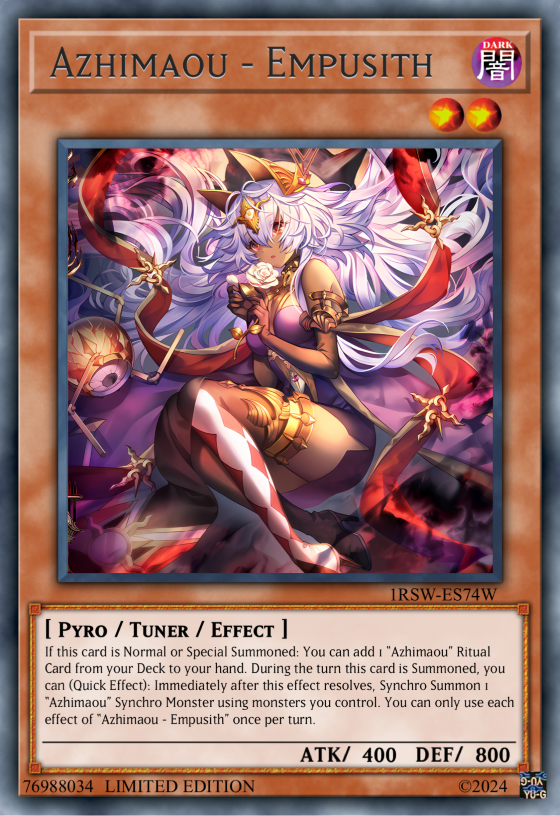 Azhimaou - Empusith
DARK
闇
1RSW-ES74W
[ Pyro / Tuner / Effect ]
If this card is Normal or Special Summoned: You can add 1 "Azhimaou" Ritual
Card from your Deck to your hand. During the turn this card is Summoned, you
can (Quick Effect): Immediately after this effect resolves, Synchro Summon 1
"Azhimaou" Synchro Monster using monsters you control. You can only use each
effect of "Azhimaou - Empusith" once per turn.
ATK/ 400 DEF/ 800
76988034 LIMITED EDITION ©2024
YU-G
YU-G